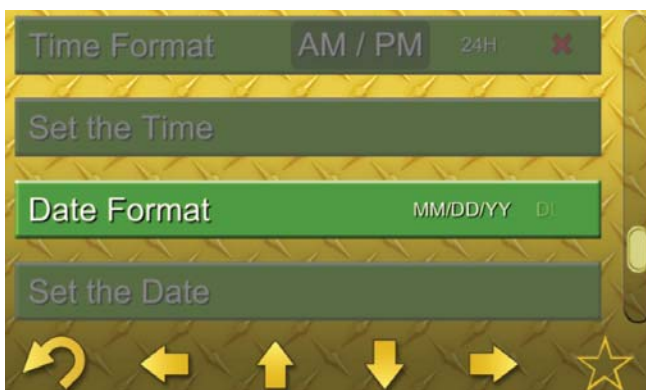 Time Format AM / PM 24H
Set the Time
Date Format MM/DD/YY
Set the Date